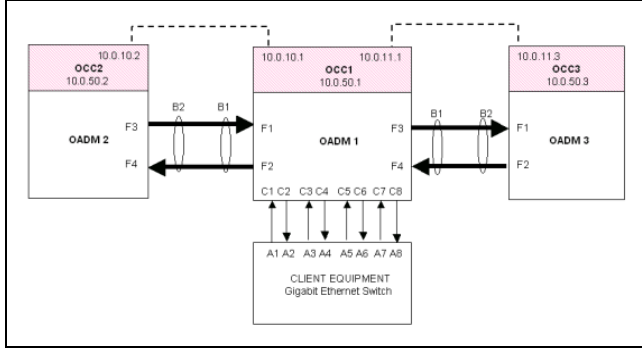 10.0.10.2
OCC2
10.0.50.2
10.0.10.1 10.0.11.1
OCC1
10.0.50.1
10.0.11.3
OCC3
10.0.50.3
B2 B1
F3
OADM 2
F4
F1 F3
OADM 1
F2 F4
B1 B2
F1
OADM 3
F2
C1 C2 C3 C4 C5 C6 C7 C8
A1 A2 A3 A4 A5 A6 A7 A8
CLIENT EQUIPMENT
Gigabit Ethernet Switch